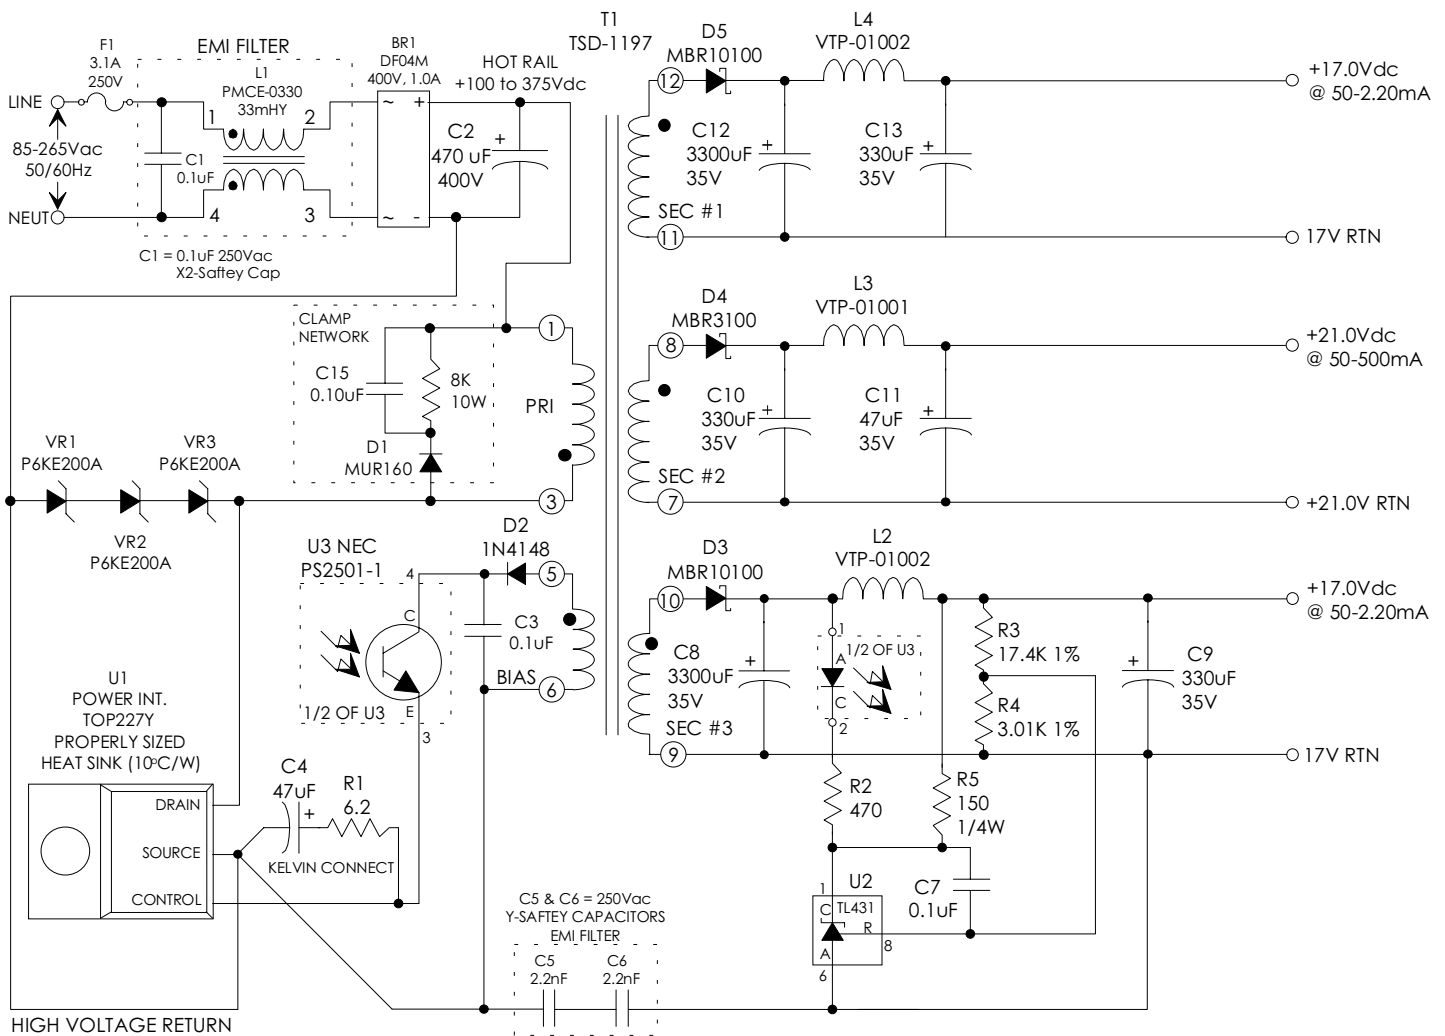 F1
3.1A
250V
EMI FILTER
L1
PMCE-0330
33mHY
BR1
DF04M
400V, 1.0A
HOT RAIL
+100 to 375Vdc
LINE
85-265Vac
50/60Hz
NEUT
1
2
4
3
C1
0.1uF
~
+
~
-
C2
470 uF
400V
+
C1 = 0.1uF 250Vac
X2-Saftey Cap
T1
TSD-1197
D5
MBR10100
L4
VTP-01002
12
C12
3300uF
35V
+
C13
330uF
35V
+
SEC #1
11
+17.0Vdc
@ 50-2.20mA
17V RTN
CLAMP
NETWORK
C15
0.10uF
8K
10W
D1
MUR160
1
PRI
3
D4
MBR3100
L3
VTP-01001
8
C10
330uF
35V
+
C11
47uF
35V
+
SEC #2
7
+21.0Vdc
@ 50-500mA
+21.0V RTN
VR1
P6KE200A
VR3
P6KE200A
VR2
P6KE200A
U3 NEC
PS2501-1
4
C
E
1/2 OF U3
3
D2
1N4148
5
C3
0.1uF
BIAS
6
D3
MBR10100
L2
VTP-01002
10
C8
3300uF
35V
+
SEC #3
9
1
1/2 OF U3
A
C
2
R3
17.4K 1%
R4
3.01K 1%
+
C9
330uF
35V
+17.0Vdc
@ 50-2.20mA
17V RTN
U1
POWER INT.
TOP227Y
PROPERLY SIZED
HEAT SINK (10°C/W)
DRAIN
SOURCE
CONTROL
C4
47uF
+
R1
6.2
KELVIN CONNECT
R2
470
R5
150
1/4W
1
U2
C
TL431
R
A
8
6
C7
0.1uF
C5 & C6 = 250Vac
Y-SAFTEY CAPACITORS
EMI FILTER
C5
2.2nF
C6
2.2nF
HIGH VOLTAGE RETURN